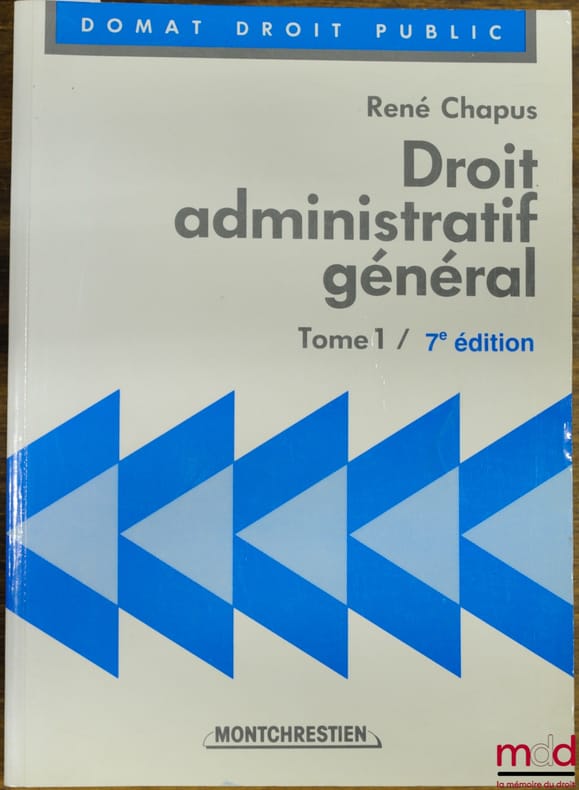 DOMAT DROIT PUBLIC
René Chapus
Droit
administratif
général
Tome 1 / 7e édition
MONTCHRESTIEN
mdd
la mémoire du droit